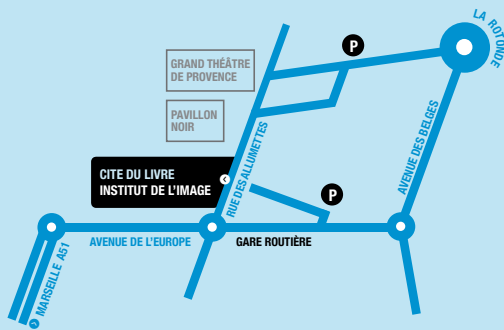 LA ROTONDE
P
GRAND THÉÂTRE
DE PROVENCE
PAVILLON
NOIR
RUE DES ALLUMETTES
AVENUE DES BELGES
CITE DU LIVRE
INSTITUT DE L'IMAGE
P
AVENUE DE L'EUROPE
GARE ROUTIÈRE
MARSEILLE A51